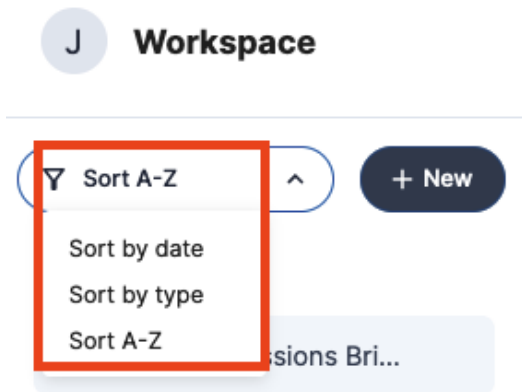 J
Workspace
Sort A-Z
+ New
Sort by date
Sort by type
Sort A-Z
ssions Bri...